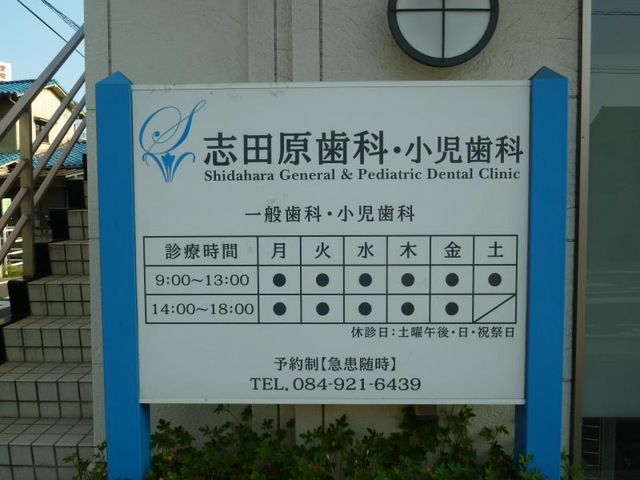 志田原歯科・小児歯科
Shidahara General & Pediatric Dental Clinic
一般歯科・小児歯科
診療時間 月 火 水 木 金 土
9:00～13:00 ● ● ● ● ● ●
14:00～18:00 ● ● ● ● ● ／
休診日：土曜午後・日・祝祭日
予約制【急患随時】
TEL. 084-921-6439